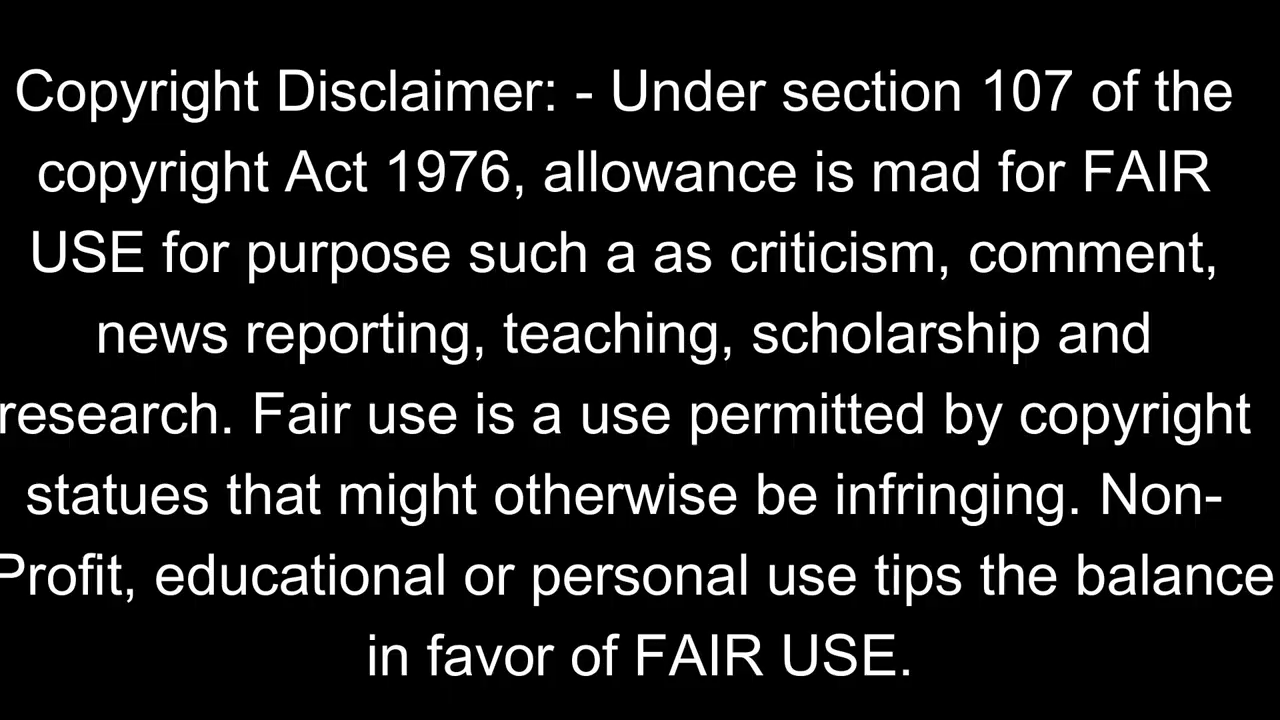 Copyright Disclaimer: - Under section 107 of the
copyright Act 1976, allowance is mad for FAIR
USE for purpose such a as criticism, comment,
news reporting, teaching, scholarship and
research. Fair use is a use permitted by copyright
statues that might otherwise be infringing. Non-
Profit, educational or personal use tips the balance
in favor of FAIR USE.